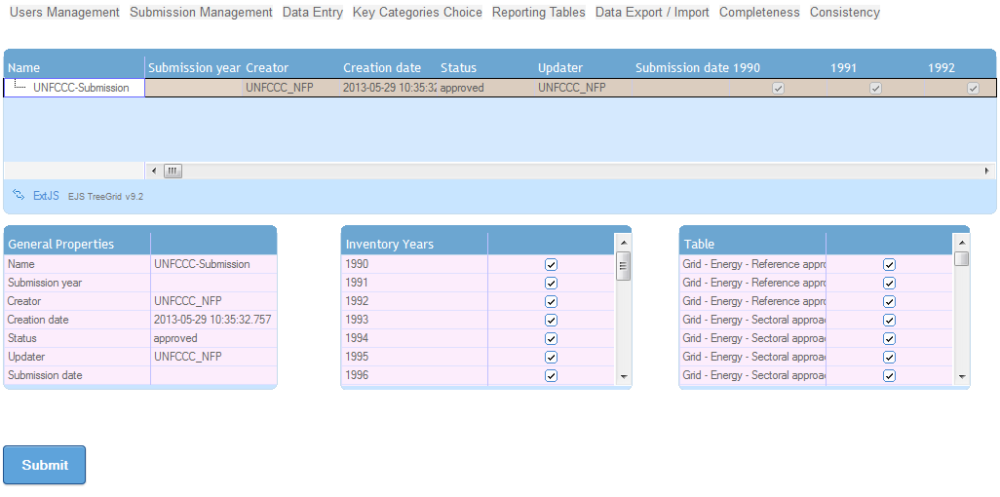 Users Management Submission Management Data Entry Key Categories Choice Reporting Tables Data Export / Import Completeness Consistency
Name Submission year Creator Creation date Status Updater Submission date 1990 1991 1992
UNFCCC-Submission UNFCCC_NFP 2013-05-29 10:35:32 approved UNFCCC_NFP
ExtJS EJS TreeGrid v9.2
General Properties
Name UNFCCC-Submission
Submission year
Creator UNFCCC_NFP
Creation date 2013-05-29 10:35:32.757
Status approved
Updater UNFCCC_NFP
Submission date
Inventory Years
1990
1991
1992
1993
1994
1995
1996
Table
Grid - Energy - Reference appro
Grid - Energy - Reference appro
Grid - Energy - Reference appro
Grid - Energy - Sectoral approa
Grid - Energy - Sectoral approa
Grid - Energy - Sectoral approa
Grid - Energy - Sectoral approa
Submit